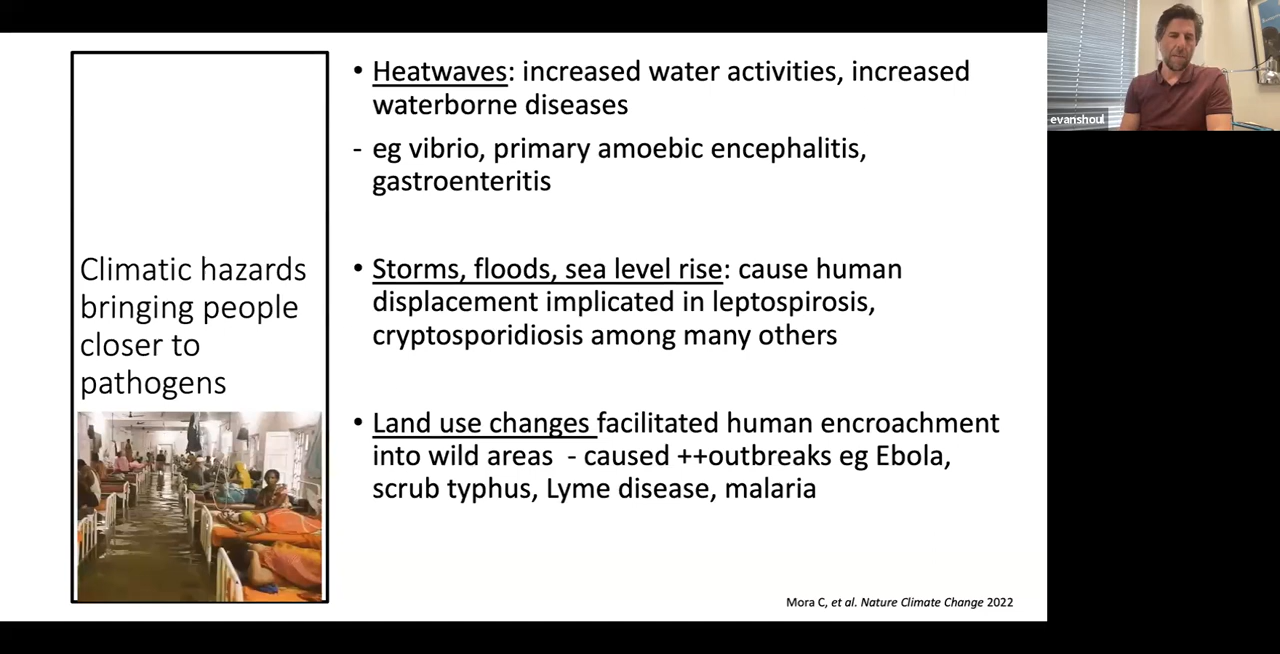 Climatic hazards
bringing people
closer to
pathogens
• Heatwaves: increased water activities, increased
waterborne diseases
- eg vibrio, primary amoebic encephalitis,
gastroenteritis
• Storms, floods, sea level rise: cause human
displacement implicated in leptospirosis,
cryptosporidiosis among many others
• Land use changes facilitated human encroachment
into wild areas - caused ++outbreaks eg Ebola,
scrub typhus, Lyme disease, malaria
Mora C, et al. Nature Climate Change 2022
evanshoul